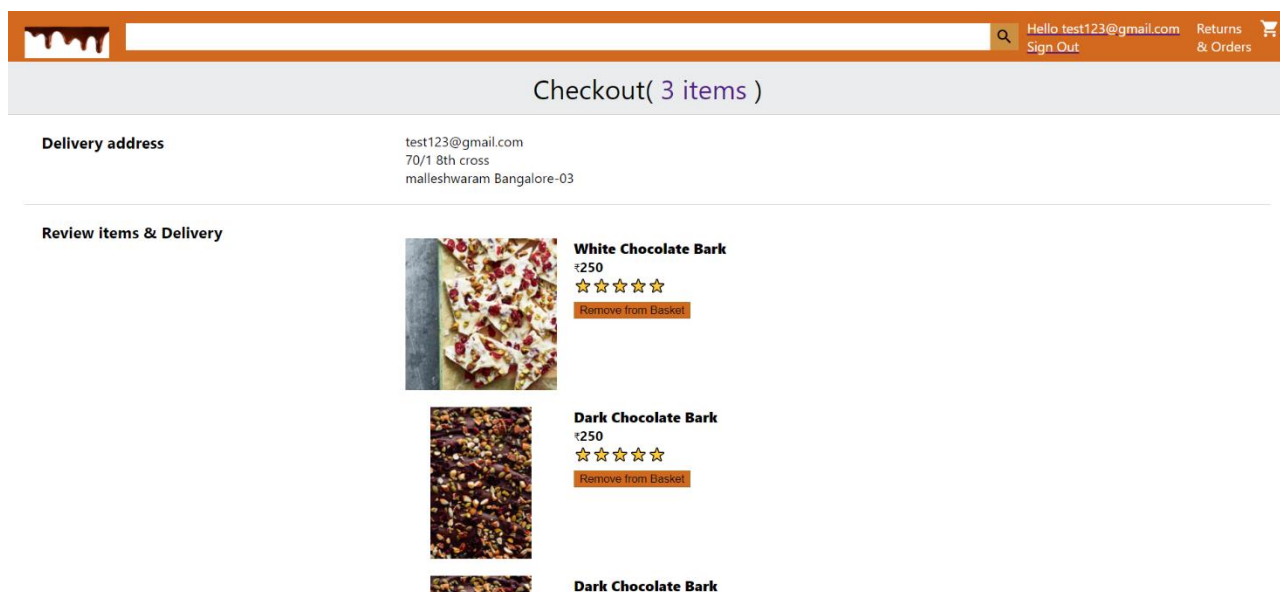 Hello test123@gmail.com
Sign Out
Returns
& Orders
Checkout( 3 items )
Delivery address
test123@gmail.com
70/1 8th cross
malleshwaram Bangalore-03
Review items & Delivery
White Chocolate Bark
₹250
Remove from Basket
Dark Chocolate Bark
₹250
Remove from Basket
Dark Chocolate Bark